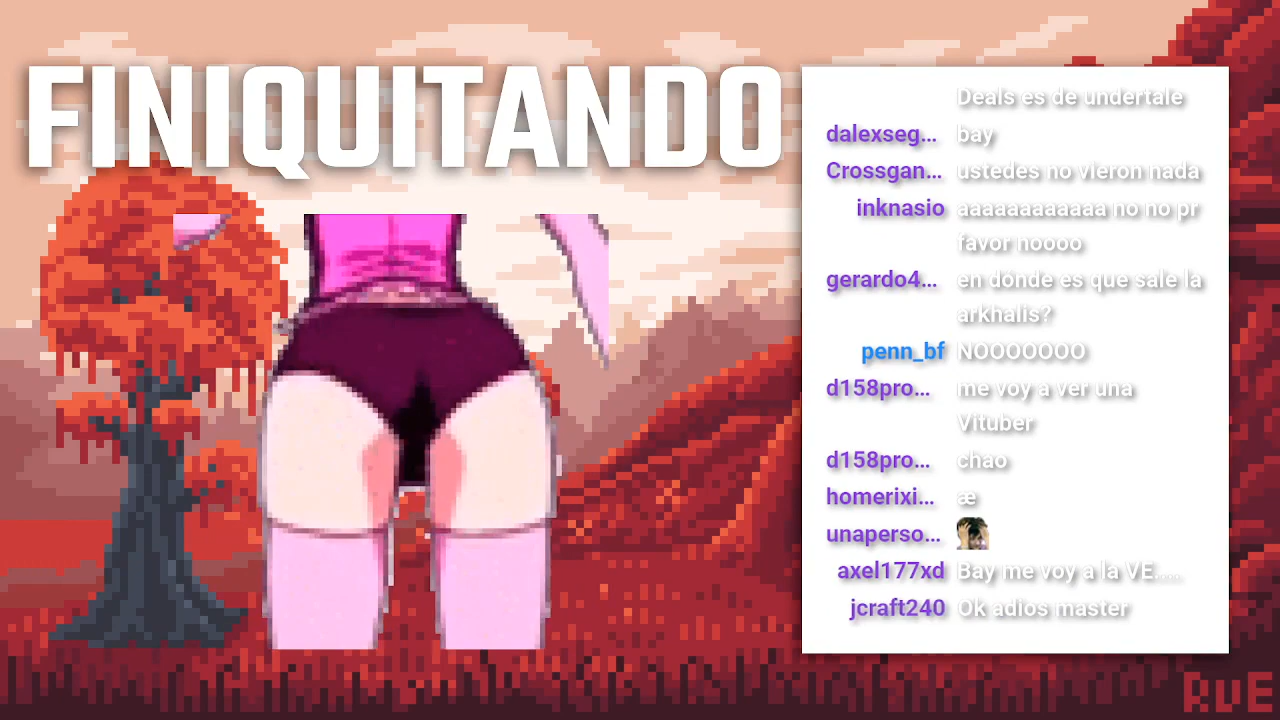 FINIQUITANDO
Deals es de undertale
dalexseg... bay
Crossgan... ustedes no vieron nada
inknasio aaaaaaaaaaaa no no pr
favor noooo
gerardo4... en dónde es que sale la
arkhalis?
penn_bf NOOOOOOO
d158pro... me voy a ver una
Vituber
d158pro... chao
homerixi... æ
unaperso...
axel177xd Bay me voy a la VE.....
jcraft240 Ok adios master
RVE